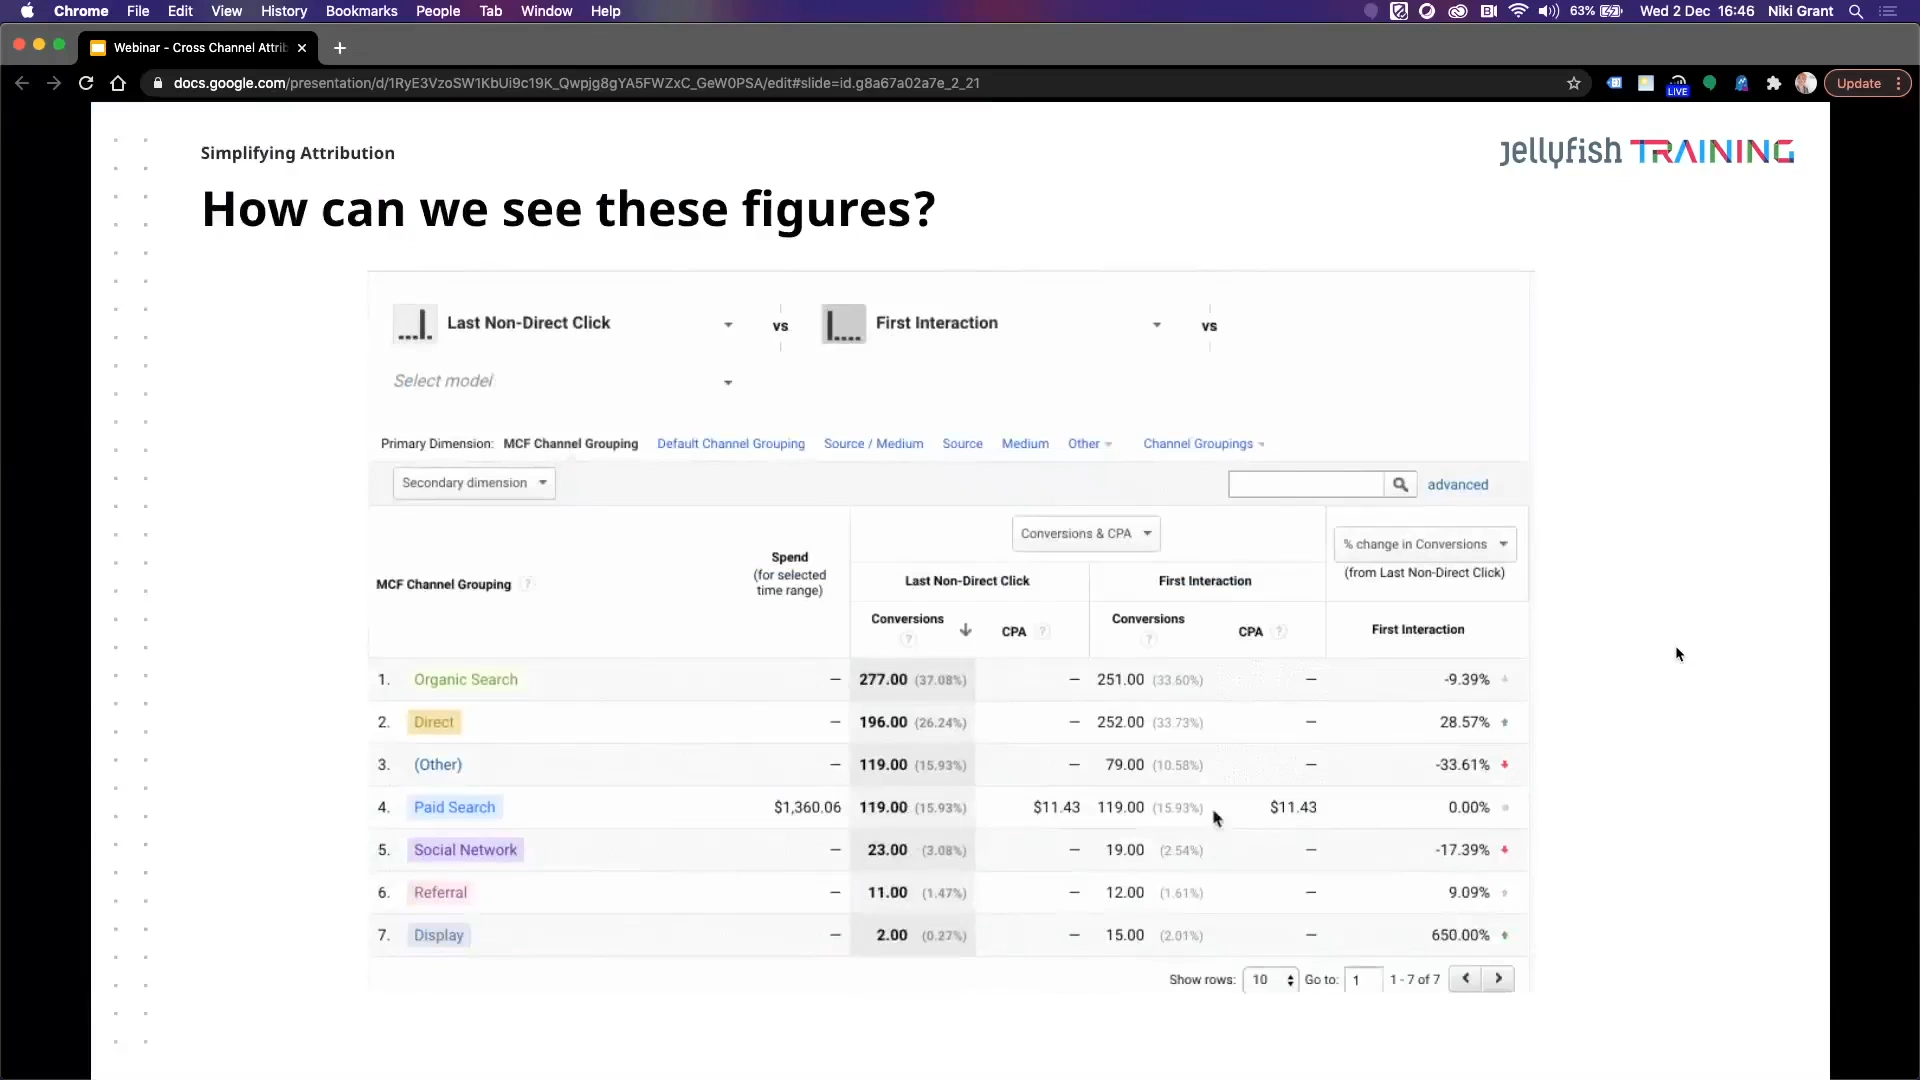 Chrome File Edit View History Bookmarks People Tab Window Help 63% Wed 2 Dec 16:46 Niki Grant
Webinar - Cross Channel Attrib
docs.google.com/presentation/d/1RyE3VzoSW1KbUi9c19K_Qwpjg8gYA5FWZxC_GeW0PSA/edit#slide=id.g8a67a02a7e_2_21 LIVE Update
Simplifying Attribution
jellyfish TRAINING
How can we see these figures?
Last Non-Direct Click vs First Interaction vs
Select model
Primary Dimension: MCF Channel Grouping Default Channel Grouping Source / Medium Source Medium Other Channel Groupings
Secondary dimension advanced
Conversions & CPA % change in Conversions
(from Last Non-Direct Click)
MCF Channel Grouping ? Spend
(for selected
time range)
Last Non-Direct Click First Interaction
Conversions ? CPA ? Conversions ? CPA ? First Interaction
1. Organic Search — 277.00 (37.08%) — 251.00 (33.60%) — -9.39%
2. Direct — 196.00 (26.24%) — 252.00 (33.73%) — 28.57%
3. (Other) — 119.00 (15.93%) — 79.00 (10.58%) — -33.61%
4. Paid Search $1,360.06 119.00 (15.93%) $11.43 119.00 (15.93%) $11.43 0.00%
5. Social Network — 23.00 (3.08%) — 19.00 (2.54%) — -17.39%
6. Referral — 11.00 (1.47%) — 12.00 (1.61%) — 9.09%
7. Display — 2.00 (0.27%) — 15.00 (2.01%) — 650.00%
Show rows: 10 Go to: 1 1 - 7 of 7